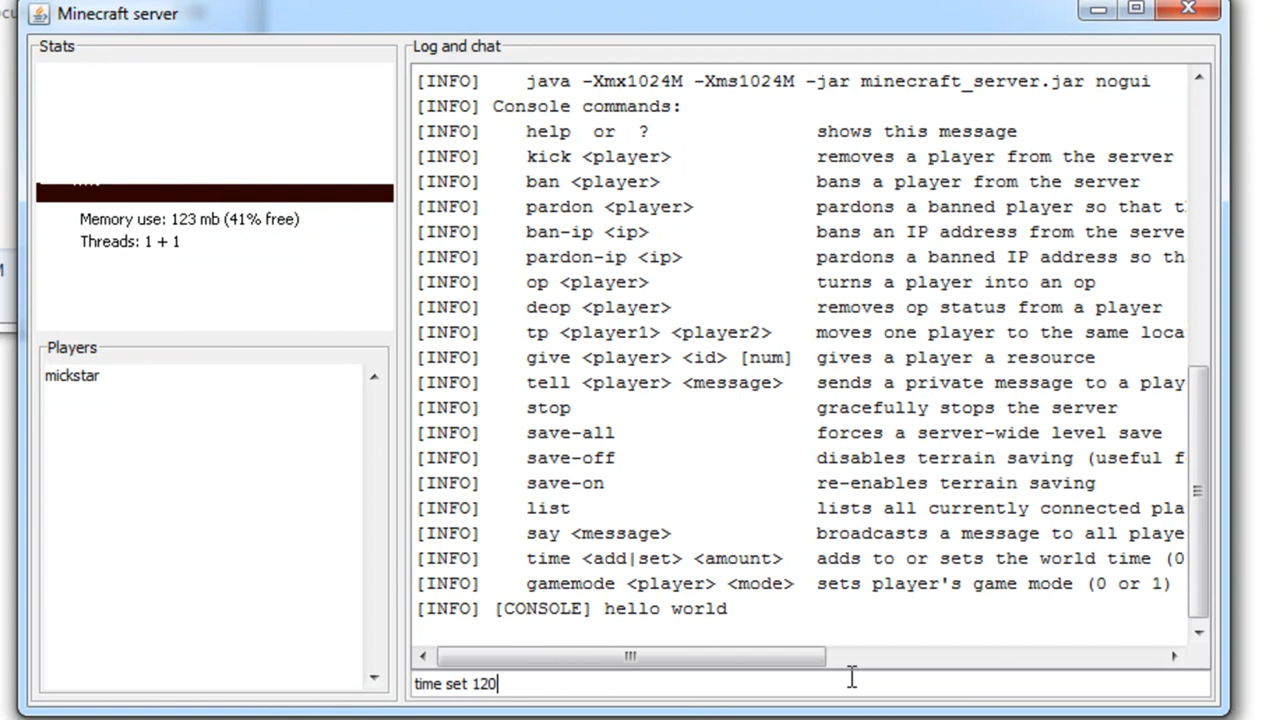 Minecraft server
Stats
Memory use: 123 mb (41% free)
Threads: 1 + 1
Players
mickstar
Log and chat
[INFO] java -Xmx1024M -Xms1024M -jar minecraft_server.jar nogui
[INFO] Console commands:
[INFO] help or ? shows this message
[INFO] kick <player> removes a player from the server
[INFO] ban <player> bans a player from the server
[INFO] pardon <player> pardons a banned player so that t
[INFO] ban-ip <ip> bans an IP address from the serve
[INFO] pardon-ip <ip> pardons a banned IP address so th
[INFO] op <player> turns a player into an op
[INFO] deop <player> removes op status from a player
[INFO] tp <player1> <player2> moves one player to the same loca
[INFO] give <player> <id> [num] gives a player a resource
[INFO] tell <player> <message> sends a private message to a play
[INFO] stop gracefully stops the server
[INFO] save-all forces a server-wide level save
[INFO] save-off disables terrain saving (useful f
[INFO] save-on re-enables terrain saving
[INFO] list lists all currently connected pla
[INFO] say <message> broadcasts a message to all playe
[INFO] time <add|set> <amount> adds to or sets the world time (0
[INFO] gamemode <player> <mode> sets player's game mode (0 or 1)
[INFO] [CONSOLE] hello world
time set 120